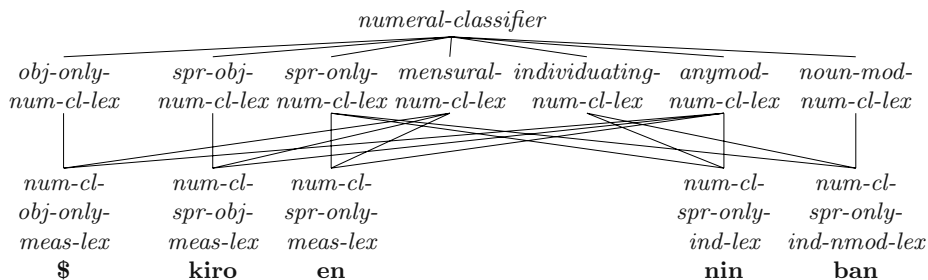 numeral-classifier
obj-only- spr-obj- spr-only- mensural- individuating- anymod- noun-mod-
num-cl-lex num-cl-lex num-cl-lex num-cl-lex num-cl-lex num-cl-lex num-cl-lex
num-cl- num-cl- num-cl- num-cl- num-cl-
obj-only- spr-obj- spr-only- spr-only- spr-only-
meas-lex meas-lex meas-lex ind-lex ind-nmod-lex
$ kiro en nin ban